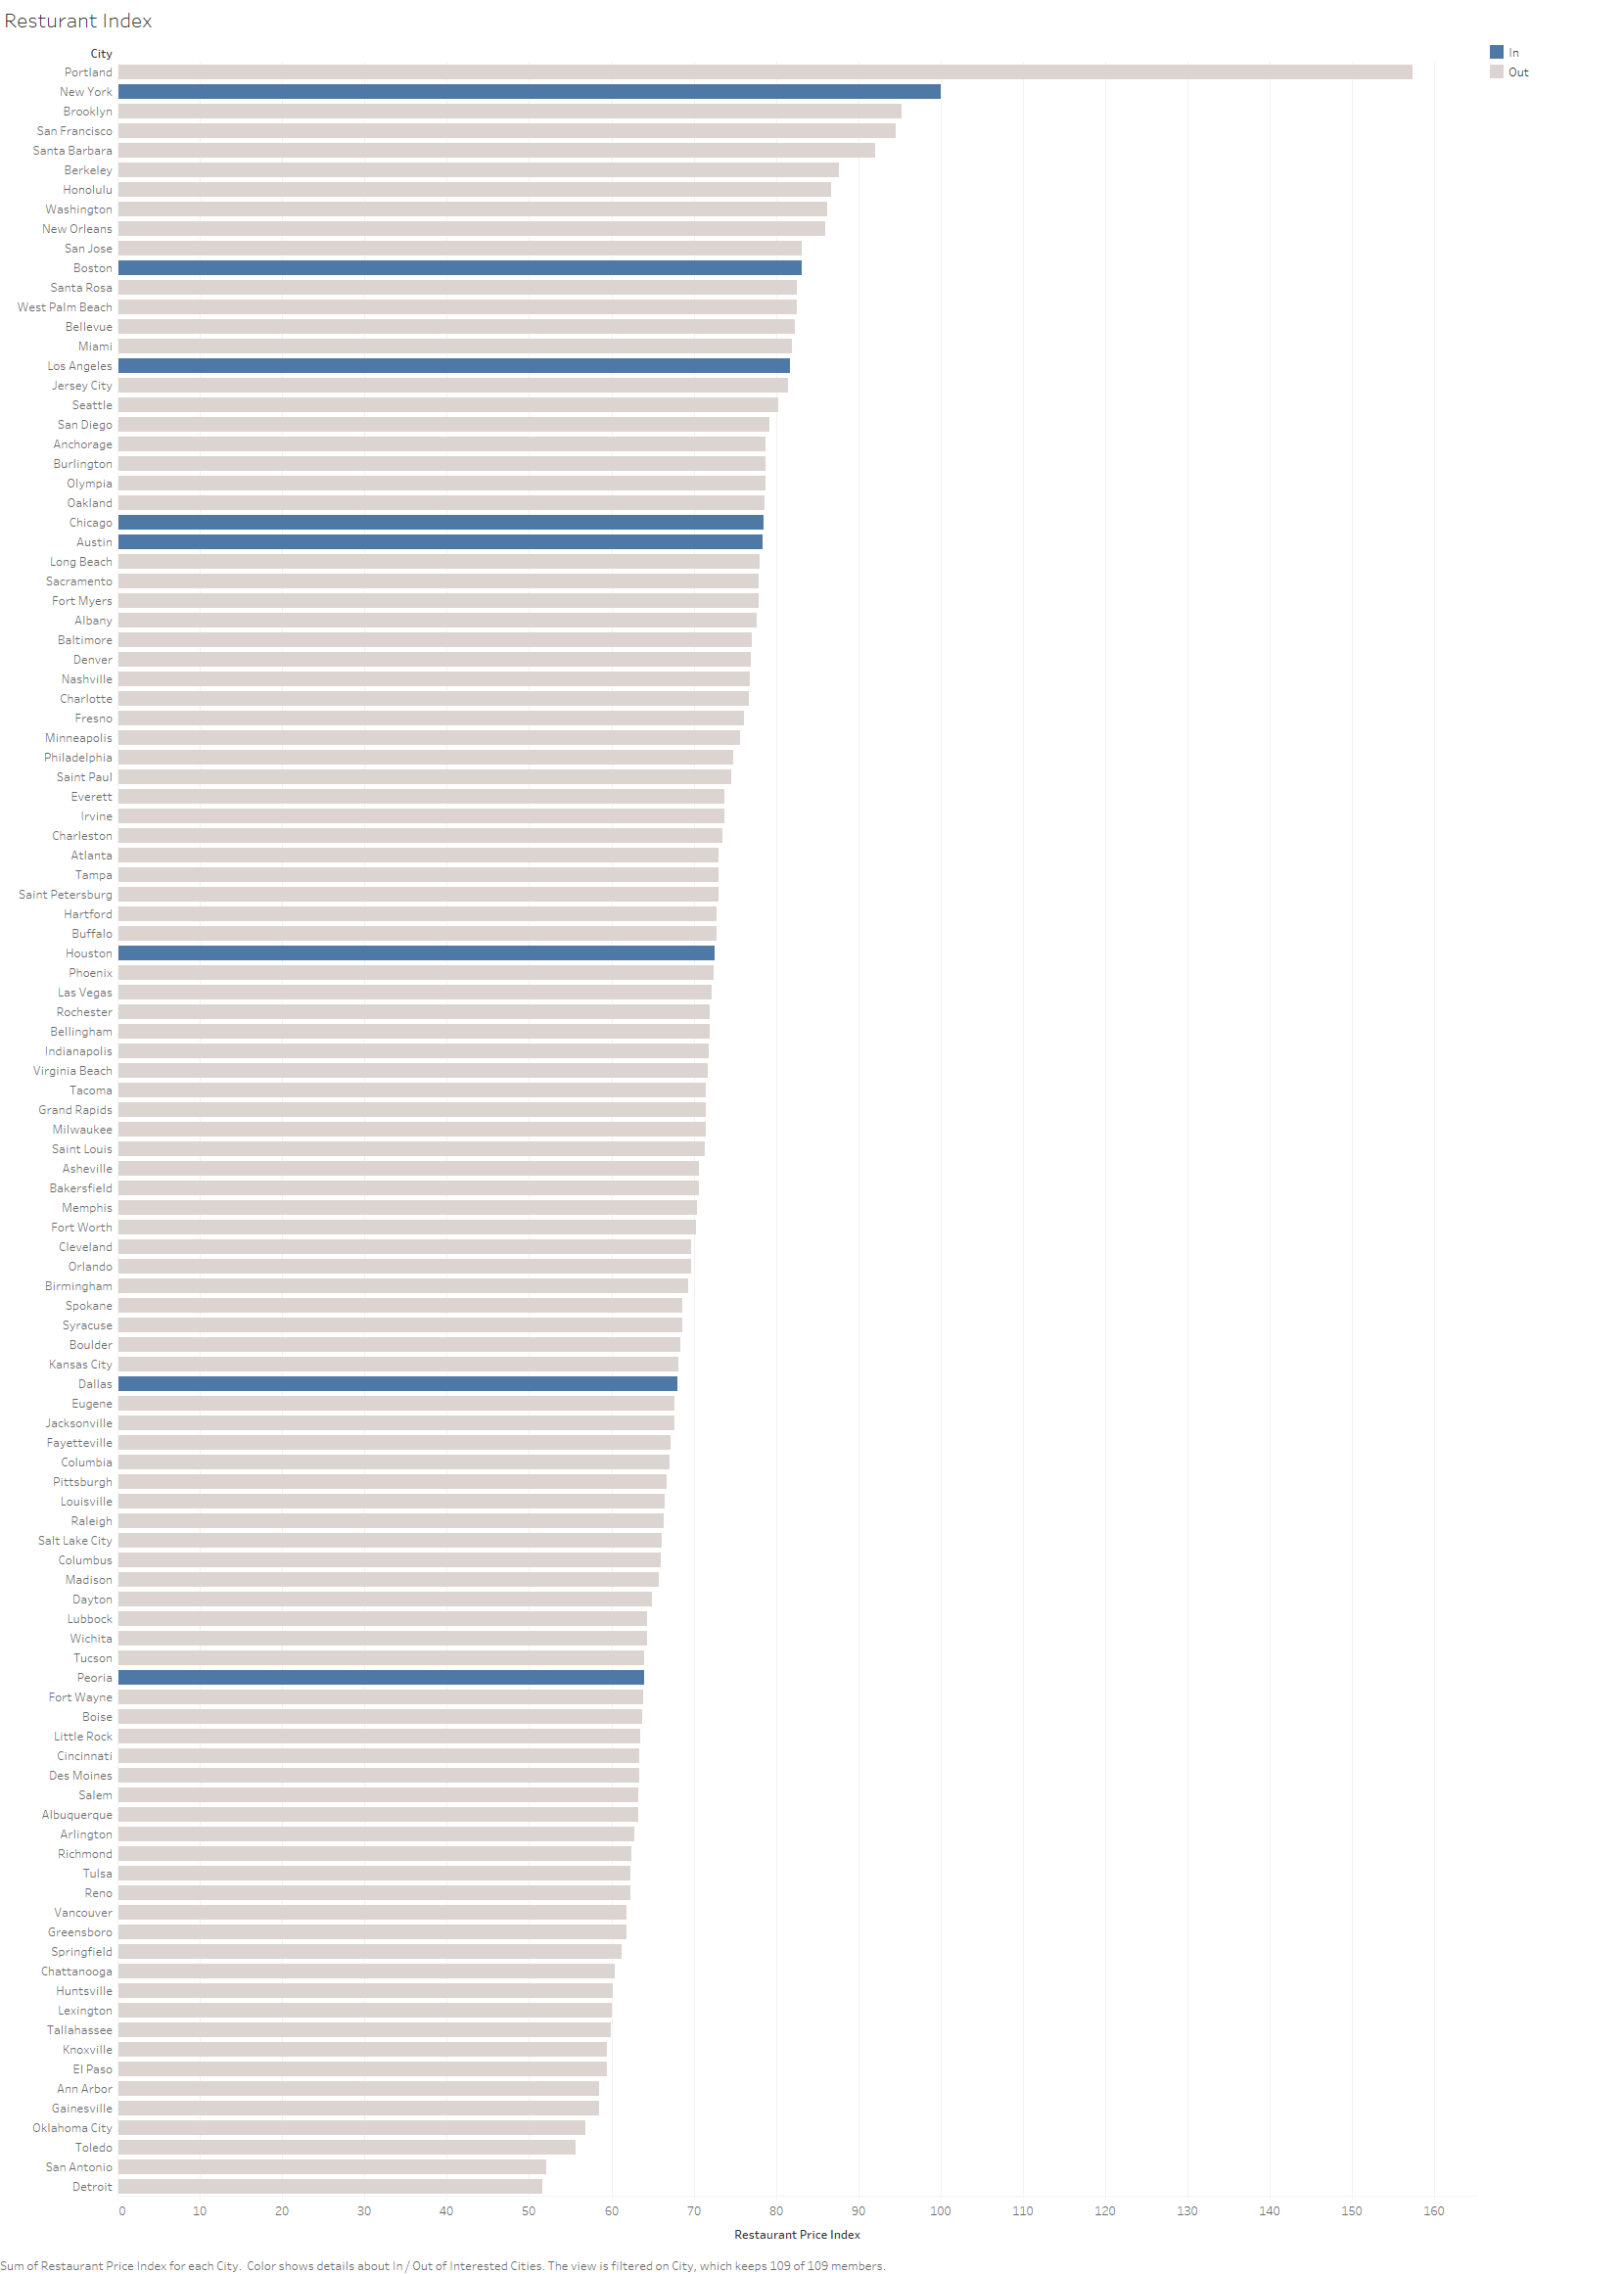 Resturant Index
City
In
Out
Portland
New York
Brooklyn
San Francisco
Santa Barbara
Berkeley
Honolulu
Washington
New Orleans
San Jose
Boston
Santa Rosa
West Palm Beach
Bellevue
Miami
Los Angeles
Jersey City
Seattle
San Diego
Anchorage
Burlington
Olympia
Oakland
Chicago
Austin
Long Beach
Sacramento
Fort Myers
Albany
Baltimore
Denver
Nashville
Charlotte
Fresno
Minneapolis
Philadelphia
Saint Paul
Everett
Irvine
Charleston
Atlanta
Tampa
Saint Petersburg
Hartford
Buffalo
Houston
Phoenix
Las Vegas
Rochester
Bellingham
Indianapolis
Virginia Beach
Tacoma
Grand Rapids
Milwaukee
Saint Louis
Asheville
Bakersfield
Memphis
Fort Worth
Cleveland
Orlando
Birmingham
Spokane
Syracuse
Boulder
Kansas City
Dallas
Eugene
Jacksonville
Fayetteville
Columbia
Pittsburgh
Louisville
Raleigh
Salt Lake City
Columbus
Madison
Dayton
Lubbock
Wichita
Tucson
Peoria
Fort Wayne
Boise
Little Rock
Cincinnati
Des Moines
Salem
Albuquerque
Arlington
Richmond
Tulsa
Reno
Vancouver
Greensboro
Springfield
Chattanooga
Huntsville
Lexington
Tallahassee
Knoxville
El Paso
Ann Arbor
Gainesville
Oklahoma City
Toledo
San Antonio
Detroit
0 10 20 30 40 50 60 70 80 90 100 110 120 130 140 150 160
Restaurant Price Index
Sum of Restaurant Price Index for each City.  Color shows details about In / Out of Interested Cities. The view is filtered on City, which keeps 109 of 109 members.